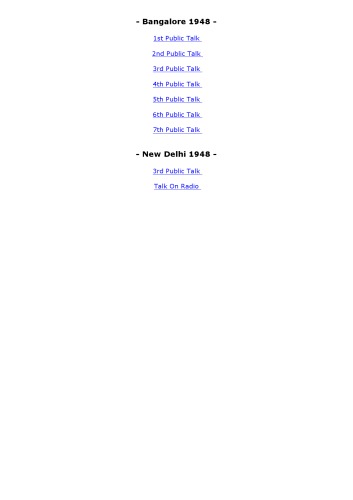 - Bangalore 1948 -
1st Public Talk
2nd Public Talk
3rd Public Talk
4th Public Talk
5th Public Talk
6th Public Talk
7th Public Talk
- New Delhi 1948 -
3rd Public Talk
Talk On Radio